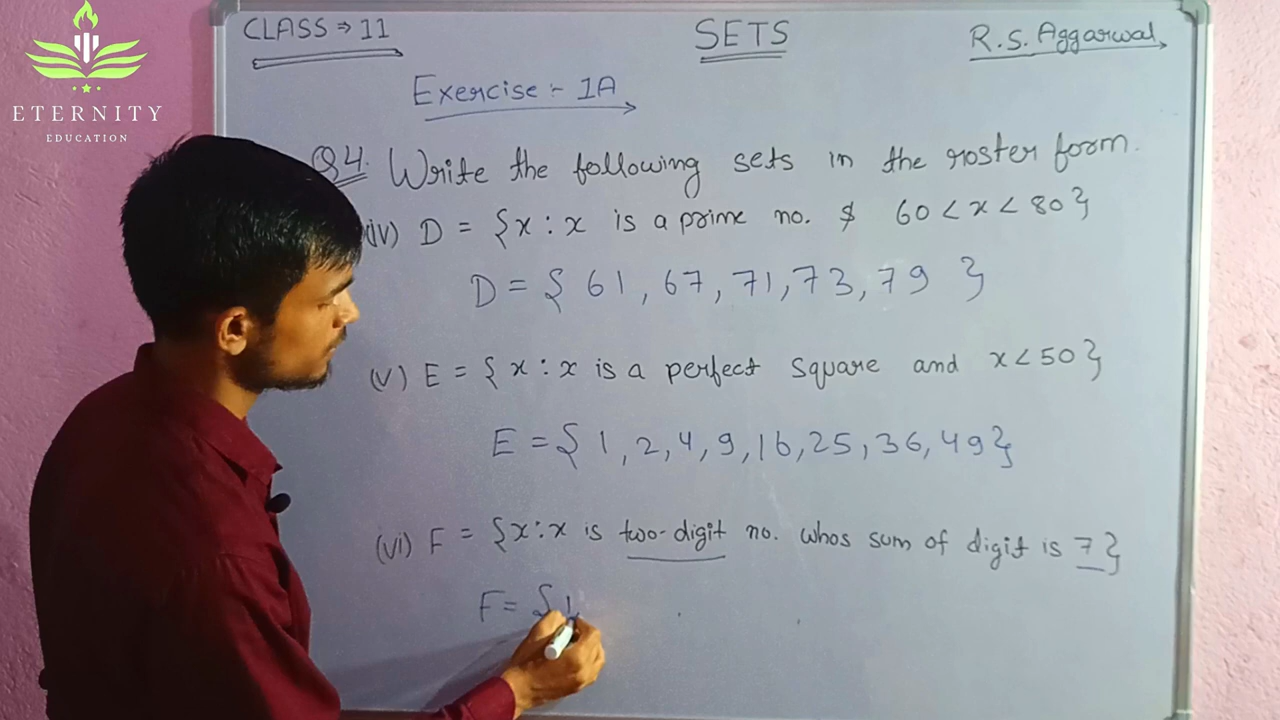 CLASS ⇒ 11
SETS
R.S. Aggarwal
ETERNITY
EDUCATION
Exercise :- 1A
Q4. Write the following sets in the roster form.
(iv) D = {x : x is a prime no. & 60 < x < 80}
D = { 61, 67, 71, 73, 79 }
(v) E = {x : x is a perfect square and x < 50}
E = { 1, 2, 4, 9, 16, 25, 36, 49}
(vi) F = {x : x is two-digit no. whos sum of digit is 7}
F = { 1